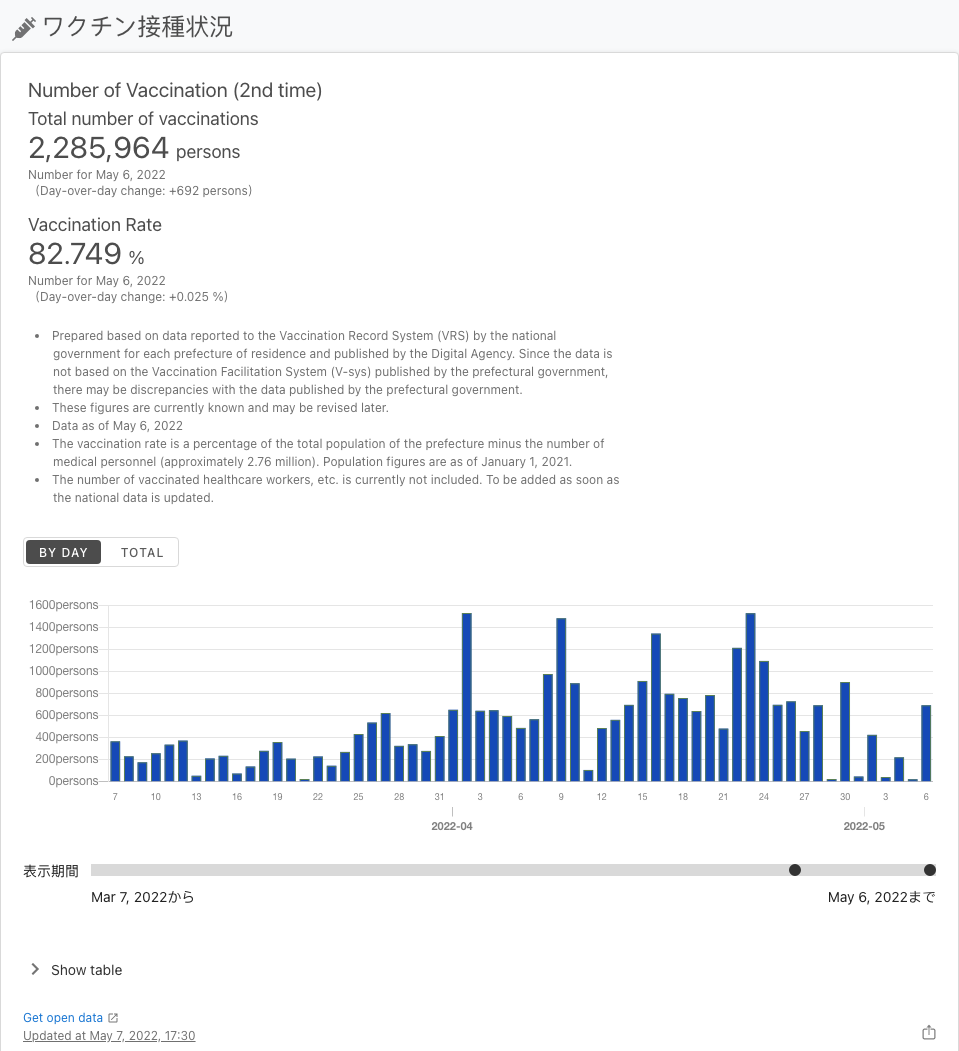 ワクチン接種状況
Number of Vaccination (2nd time)
Total number of vaccinations
2,285,964 persons
Number for May 6, 2022
(Day-over-day change: +692 persons)
Vaccination Rate
82.749 %
Number for May 6, 2022
(Day-over-day change: +0.025 %)
• Prepared based on data reported to the Vaccination Record System (VRS) by the national
government for each prefecture of residence and published by the Digital Agency. Since the data is
not based on the Vaccination Facilitation System (V-sys) published by the prefectural government,
there may be discrepancies with the data published by the prefectural government.
• These figures are currently known and may be revised later.
• Data as of May 6, 2022
• The vaccination rate is a percentage of the total population of the prefecture minus the number of
medical personnel (approximately 2.76 million). Population figures are as of January 1, 2021.
• The number of vaccinated healthcare workers, etc. is currently not included. To be added as soon as
the national data is updated.
BY DAY TOTAL
1600persons
1400persons
1200persons
1000persons
800persons
600persons
400persons
200persons
0persons
7 10 13 16 19 22 25 28 31 3 6 9 12 15 18 21 24 27 30 3 6
2022-04 2022-05
表示期間
Mar 7, 2022から May 6, 2022まで
Show table
Get open data
Updated at May 7, 2022, 17:30